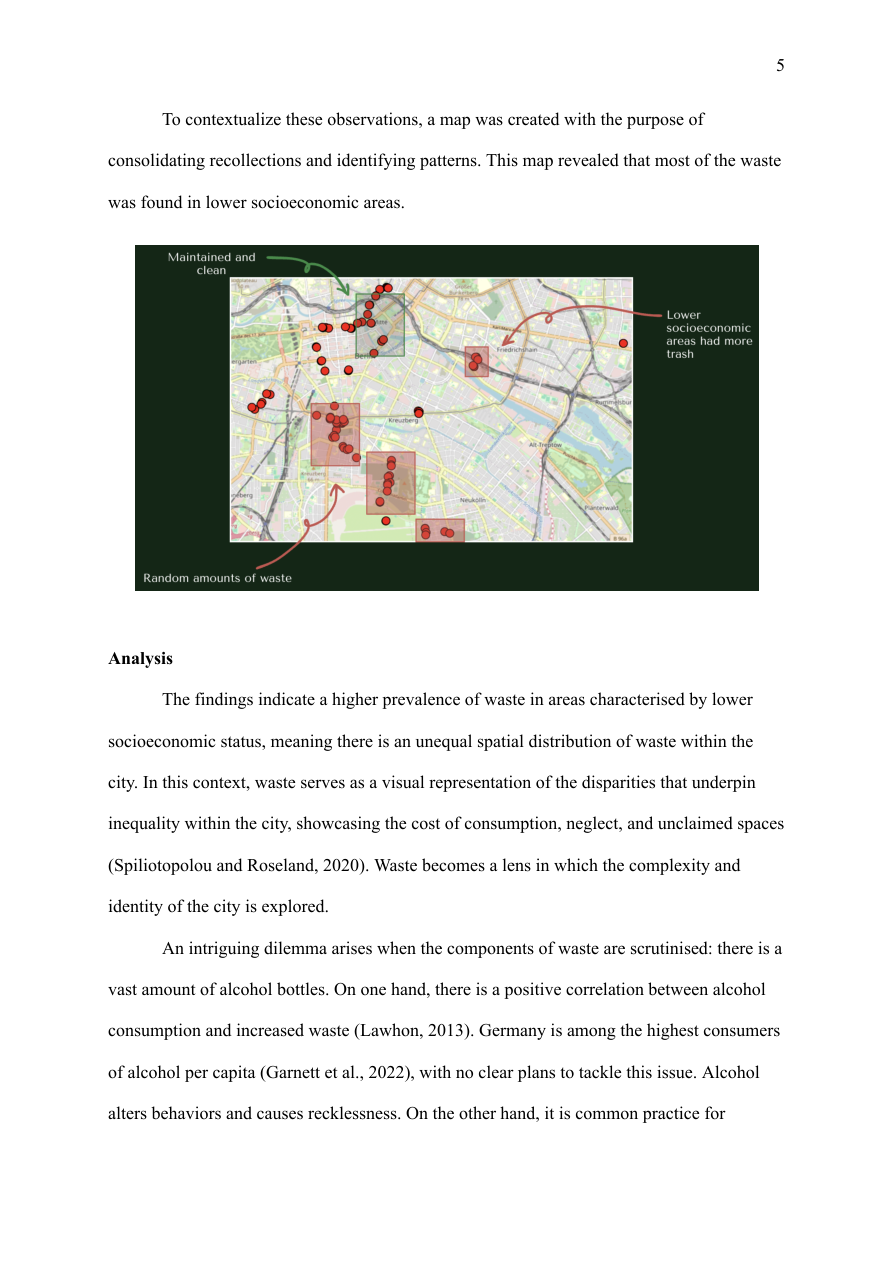 5
To contextualize these observations, a map was created with the purpose of
consolidating recollections and identifying patterns. This map revealed that most of the waste
was found in lower socioeconomic areas.
Maintained and
clean
Lower
socioeconomic
areas had more
trash
Friedrichshain
ergarten
Kreuzberg
Alt-Treptow
Neukölln
Plänterwald
neberg
Random amounts of waste
Analysis
The findings indicate a higher prevalence of waste in areas characterised by lower
socioeconomic status, meaning there is an unequal spatial distribution of waste within the
city. In this context, waste serves as a visual representation of the disparities that underpin
inequality within the city, showcasing the cost of consumption, neglect, and unclaimed spaces
(Spiliotopolou and Roseland, 2020). Waste becomes a lens in which the complexity and
identity of the city is explored.
An intriguing dilemma arises when the components of waste are scrutinised: there is a
vast amount of alcohol bottles. On one hand, there is a positive correlation between alcohol
consumption and increased waste (Lawhon, 2013). Germany is among the highest consumers
of alcohol per capita (Garnett et al., 2022), with no clear plans to tackle this issue. Alcohol
alters behaviors and causes recklessness. On the other hand, it is common practice for